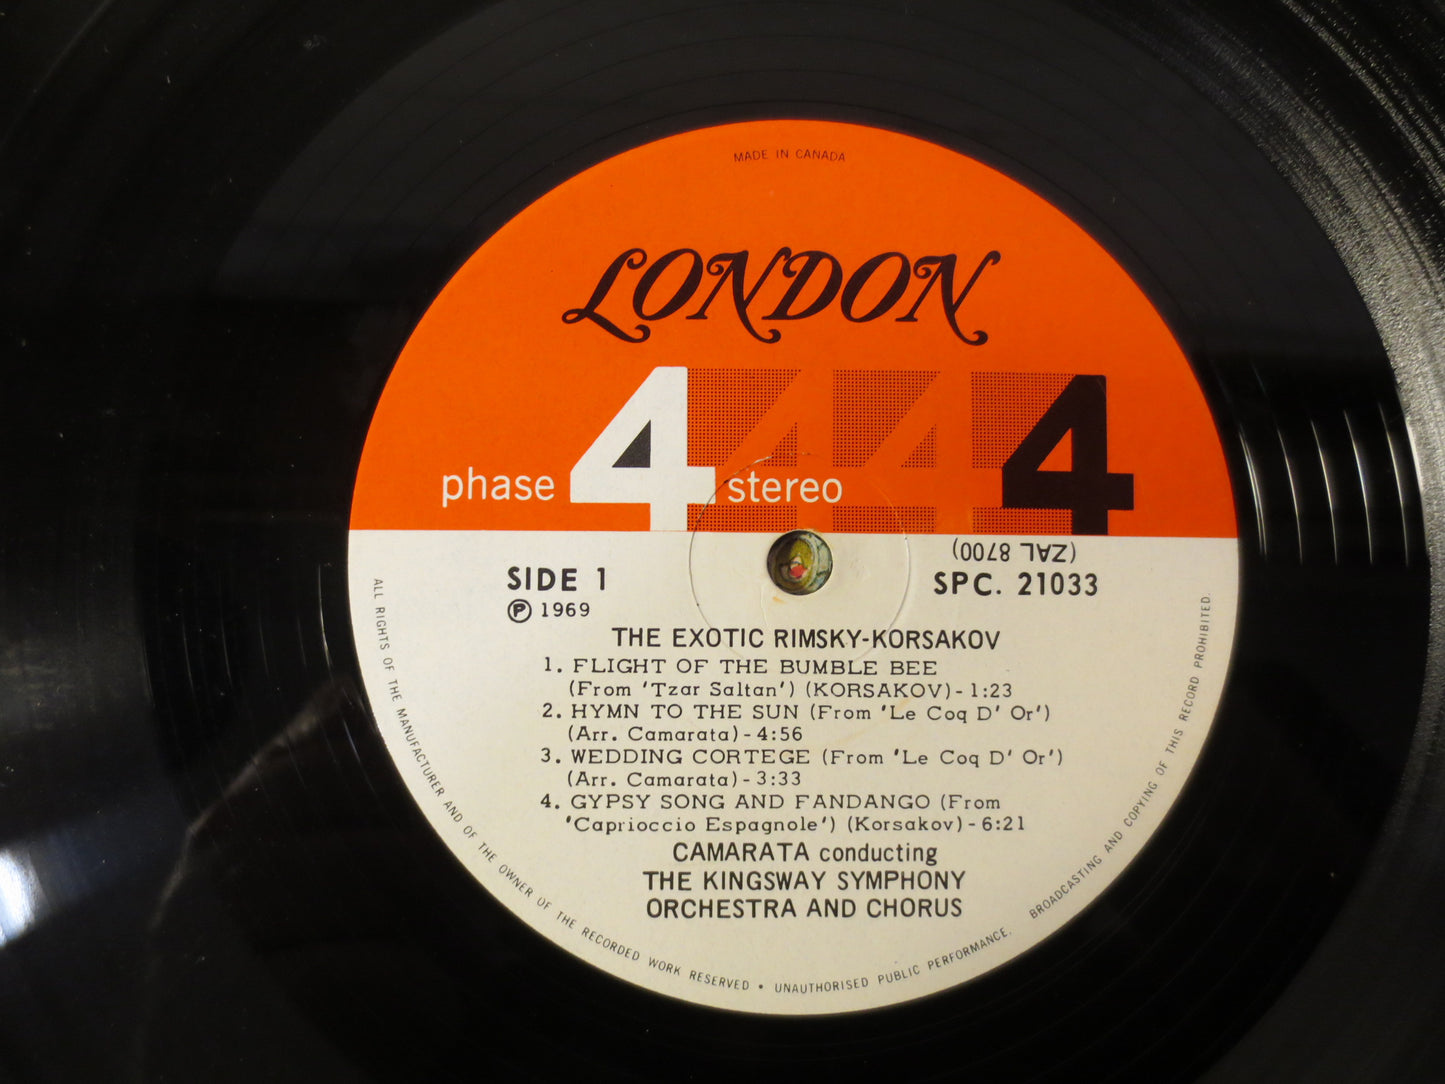 MADE IN CANADA
LONDON
phase 4 stereo 4 4 4
(ZAL 8700)
SIDE 1
SPC. 21033
Ⓟ 1969
THE EXOTIC RIMSKY-KORSAKOV
1. FLIGHT OF THE BUMBLE BEE
(From 'Tzar Saltan') (KORSAKOV) - 1:23
2. HYMN TO THE SUN (From 'Le Coq D' Or')
(Arr. Camarata) - 4:56
3. WEDDING CORTEGE (From 'Le Coq D' Or')
(Arr. Camarata) - 3:33
4. GYPSY SONG AND FANDANGO (From
'Caprioccio Espagnole') (Korsakov) - 6:21
CAMARATA conducting
THE KINGSWAY SYMPHONY
ORCHESTRA AND CHORUS
ALL RIGHTS OF THE MANUFACTURER AND OF THE OWNER OF THE RECORDED WORK RESERVED • UNAUTHORISED PUBLIC PERFORMANCE, BROADCASTING AND COPYING OF THIS RECORD PROHIBITED.